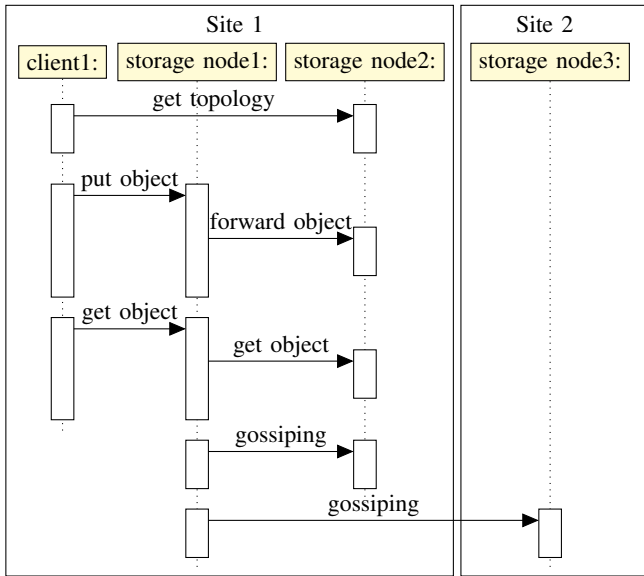 Site 1
Site 2
client1:
storage node1:
storage node2:
storage node3:
get topology
put object
forward object
get object
get object
gossiping
gossiping